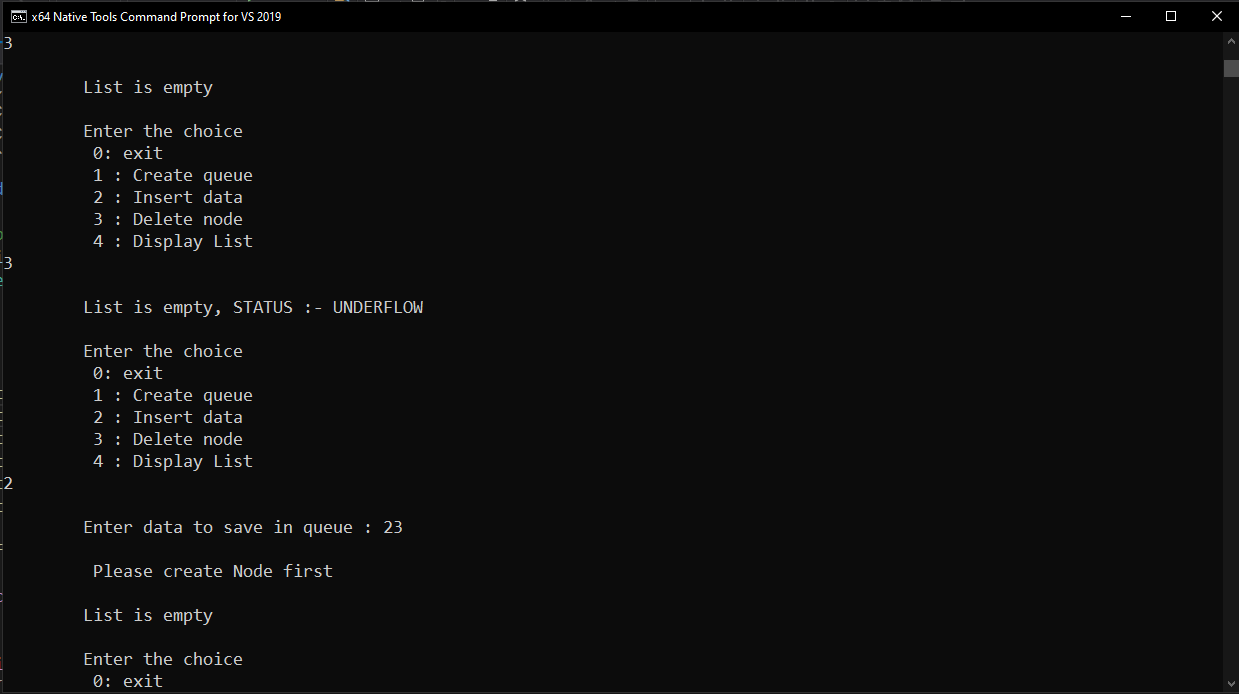 x64 Native Tools Command Prompt for VS 2019
3
List is empty
Enter the choice
0: exit
1 : Create queue
2 : Insert data
3 : Delete node
4 : Display List
3
List is empty, STATUS :- UNDERFLOW
Enter the choice
0: exit
1 : Create queue
2 : Insert data
3 : Delete node
4 : Display List
2
Enter data to save in queue : 23
Please create Node first
List is empty
Enter the choice
0: exit